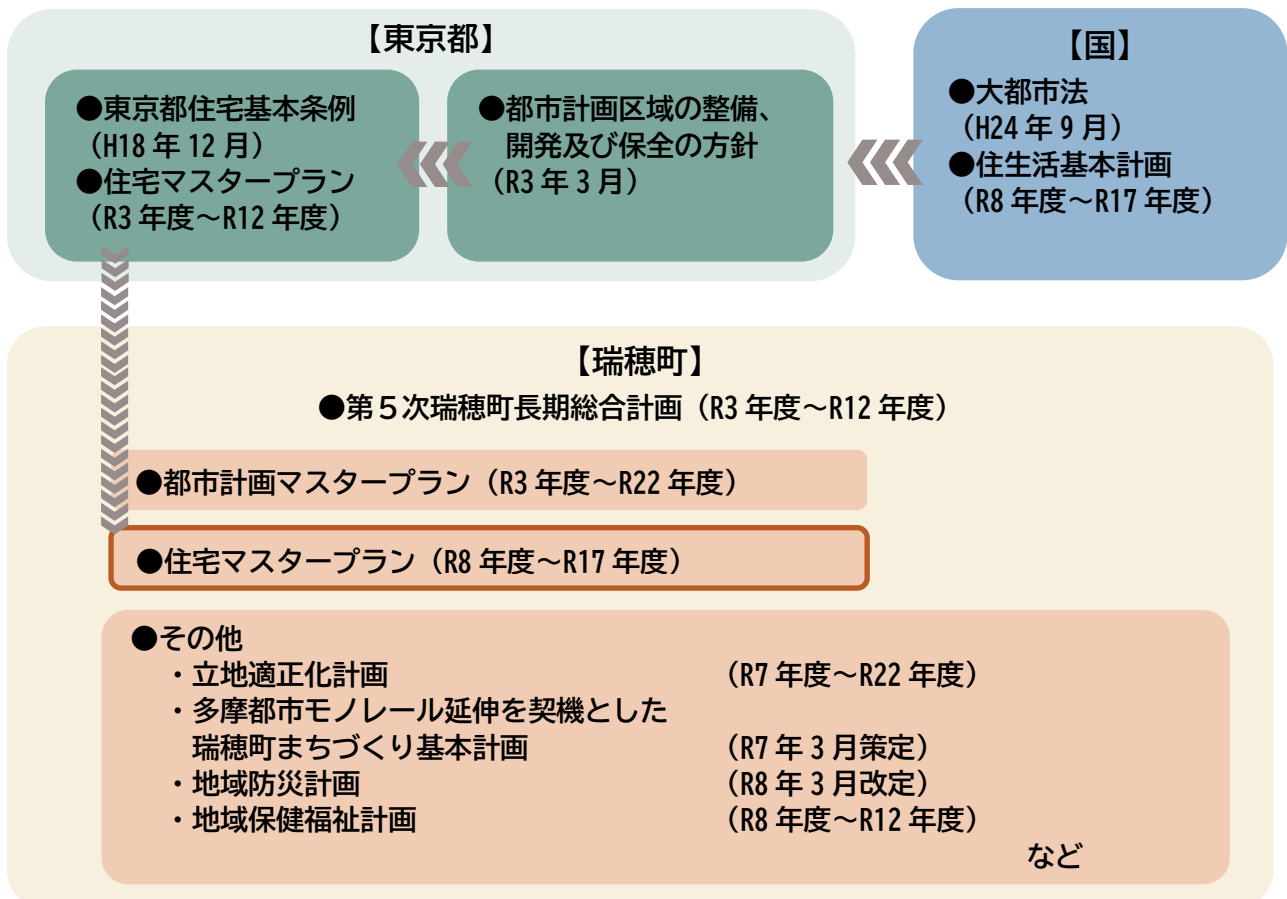 【東京都】
●東京都住宅基本条例
（H18 年 12 月）
●住宅マスタープラン
（R3 年度～R12 年度）
●都市計画区域の整備、
開発及び保全の方針
（R3 年 3 月）
【国】
●大都市法
（H24 年 9 月）
●住生活基本計画
（R8 年度～R17 年度）
【瑞穂町】
●第５次瑞穂町長期総合計画（R3 年度～R12 年度）
●都市計画マスタープラン（R3 年度～R22 年度）
●住宅マスタープラン（R8 年度～R17 年度）
●その他
・立地適正化計画 （R7 年度～R22 年度）
・多摩都市モノレール延伸を契機とした
瑞穂町まちづくり基本計画 （R7 年 3 月策定）
・地域防災計画 （R8 年 3 月改定）
・地域保健福祉計画 （R8 年度～R12 年度）
など